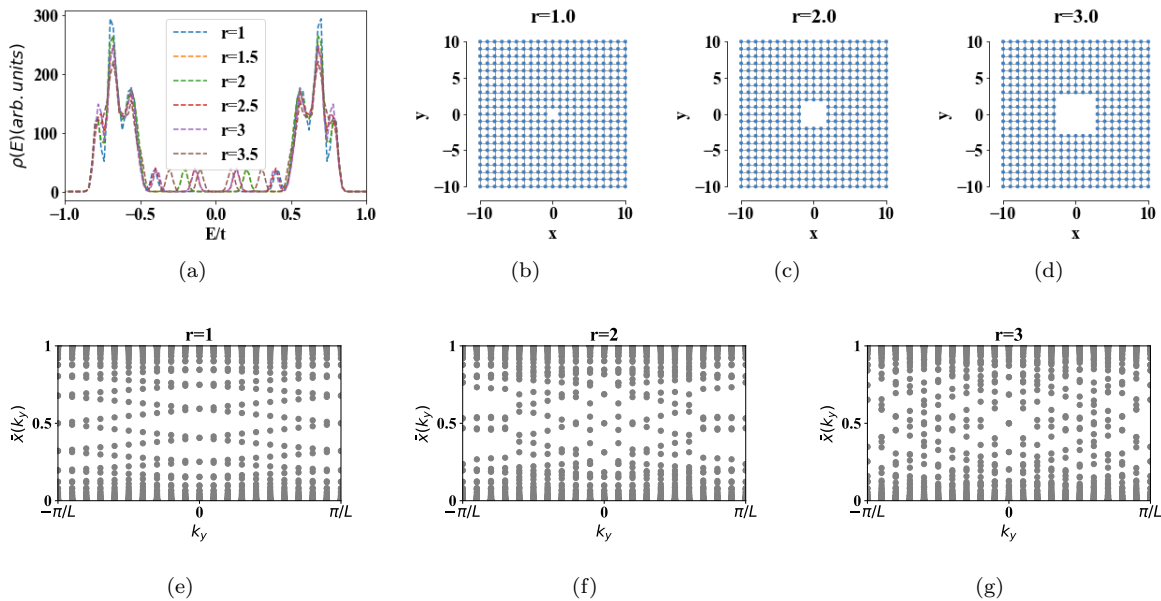 r=1.0 r=2.0 r=3.0
ρ(E)(arb. units)
300
200
100
0
−1.0 −0.5 0.0 0.5 1.0
E/t
r=1
r=1.5
r=2
r=2.5
r=3
r=3.5
y
10
5
0
−5
−10
−10 0 10
x
y
10
5
0
−5
−10
−10 0 10
x
y
10
5
0
−5
−10
−10 0 10
x
(a) (b) (c) (d)
r=1 r=2 r=3
x̄(k_y)
1
0.5
0
−π/L 0 π/L
k_y
x̄(k_y)
1
0.5
0
−π/L 0 π/L
k_y
x̄(k_y)
1
0.5
0
−π/L 0 π/L
k_y
(e) (f) (g)